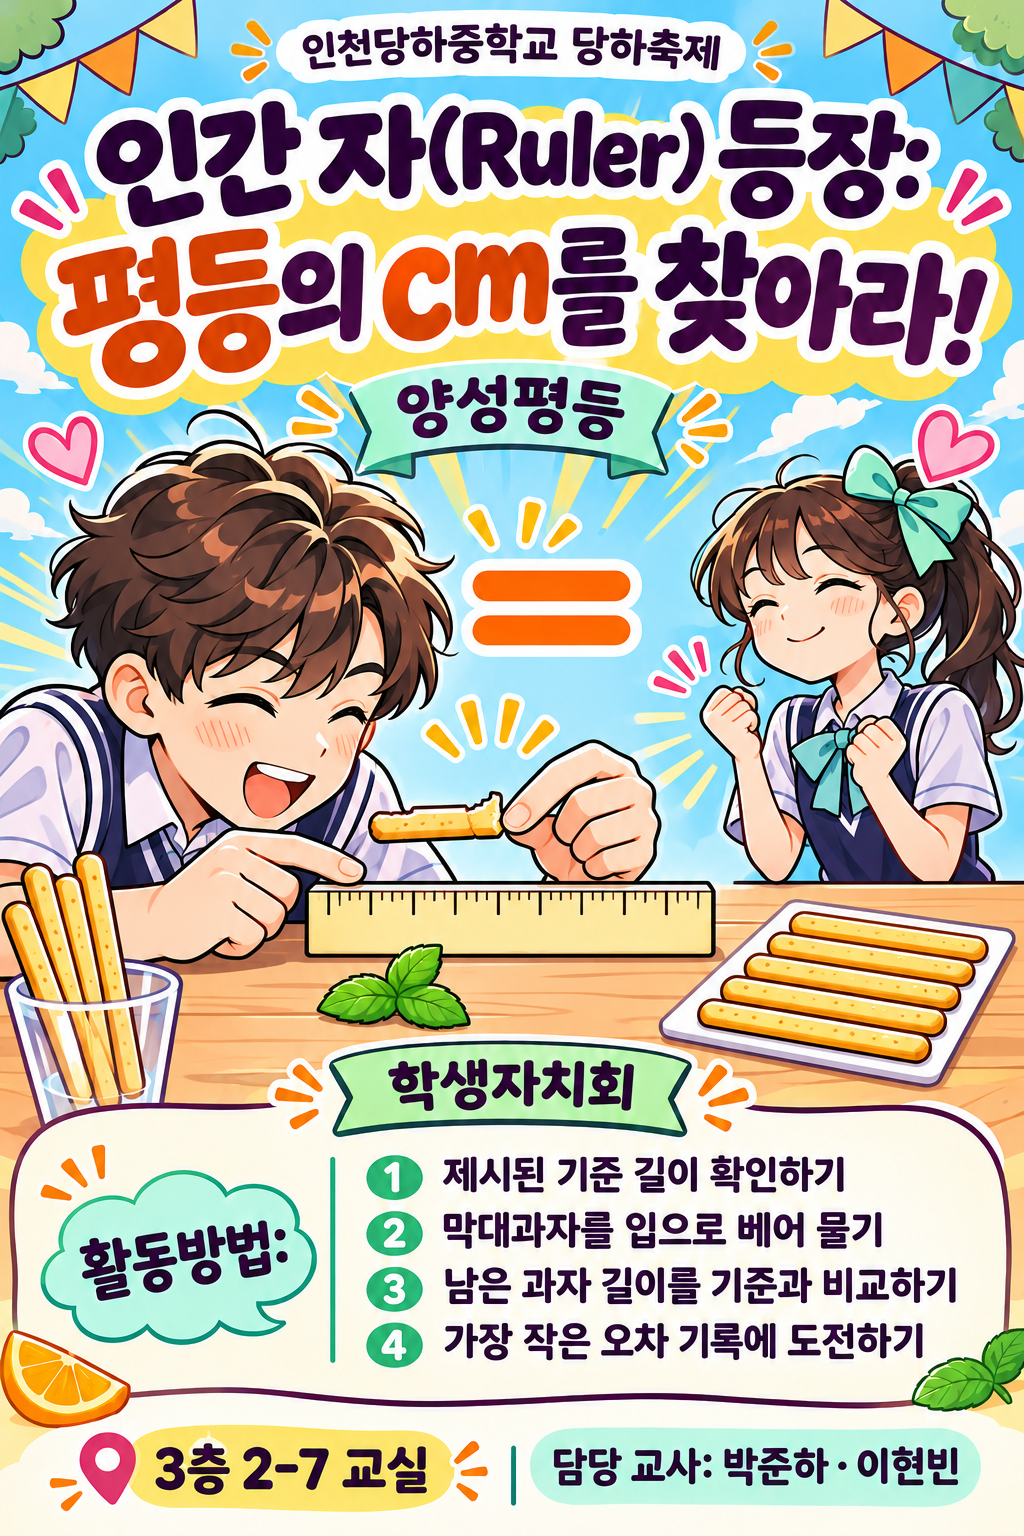 인천당하중학교 당하축제
인간 자(Ruler) 등장:
평등의 cm를 찾아라!
양성평등
학생자치회
활동방법:
1 제시된 기준 길이 확인하기
2 막대과자를 입으로 베어 물기
3 남은 과자 길이를 기준과 비교하기
4 가장 작은 오차 기록에 도전하기
3층 2-7 교실
담당 교사: 박준하·이현빈